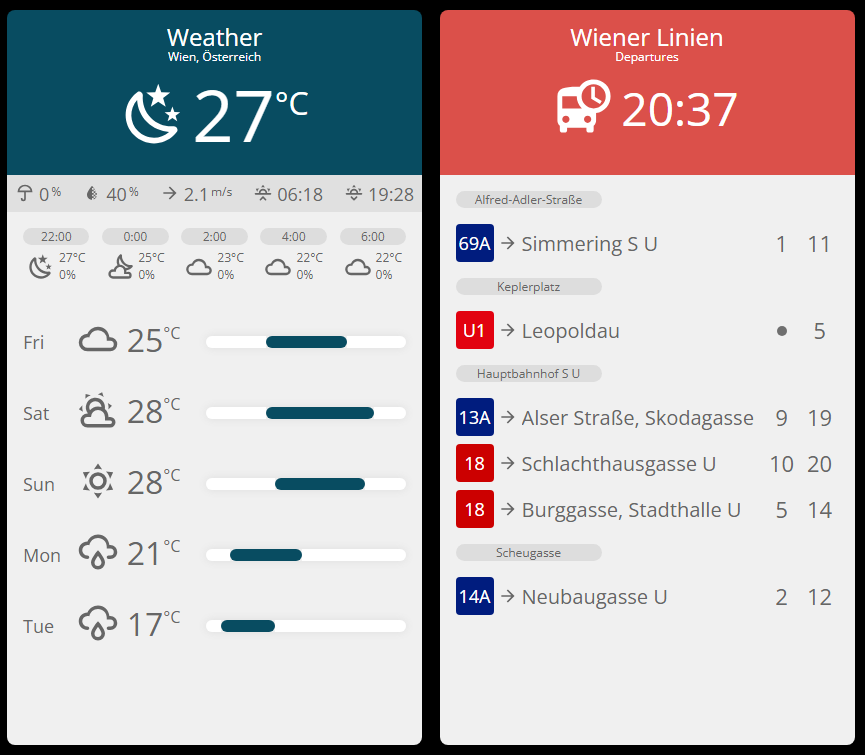 Weather
Wien, Österreich
27°C
0% 40% 2.1 m/s 06:18 19:28
22:00 0:00 2:00 4:00 6:00
27°C 25°C 23°C 22°C 22°C
0% 0% 0% 0% 0%
Fri 25°C
Sat 28°C
Sun 28°C
Mon 21°C
Tue 17°C
Wiener Linien
Departures
20:37
Alfred-Adler-Straße
69A → Simmering S U 1 11
Keplerplatz
U1 → Leopoldau ● 5
Hauptbahnhof S U
13A → Alser Straße, Skodagasse 9 19
18 → Schlachthausgasse U 10 20
18 → Burggasse, Stadthalle U 5 14
Scheugasse
14A → Neubaugasse U 2 12